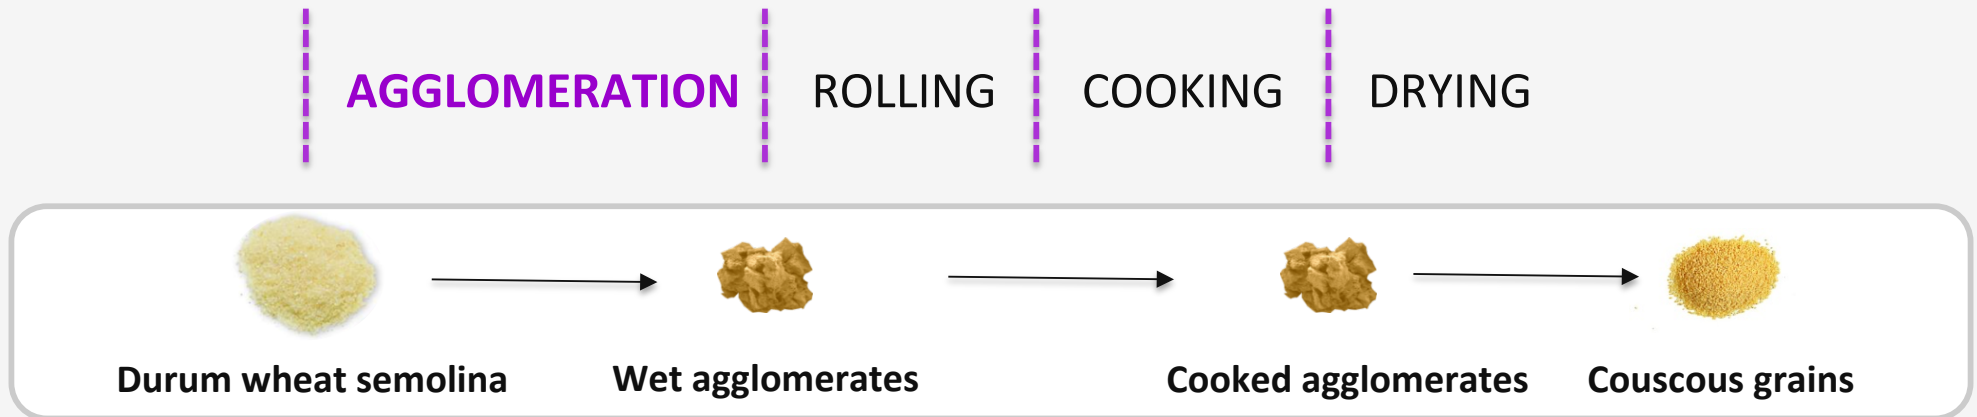 AGGLOMERATION ROLLING COOKING DRYING
Durum wheat semolina Wet agglomerates Cooked agglomerates Couscous grains